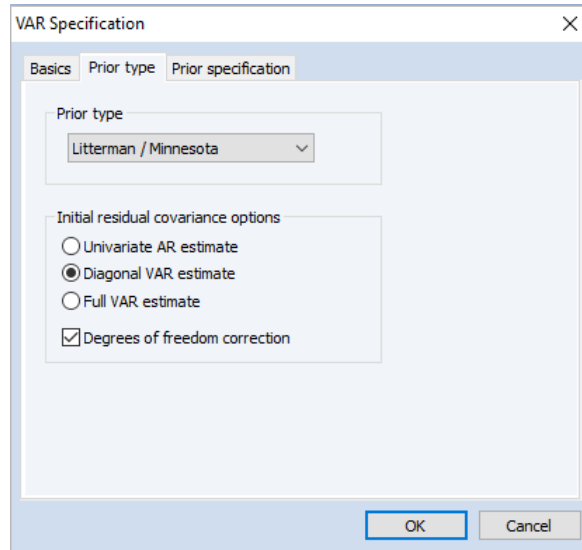 VAR Specification
Basics Prior type Prior specification
Prior type
Litterman / Minnesota
Initial residual covariance options
Univariate AR estimate
Diagonal VAR estimate
Full VAR estimate
Degrees of freedom correction
OK Cancel